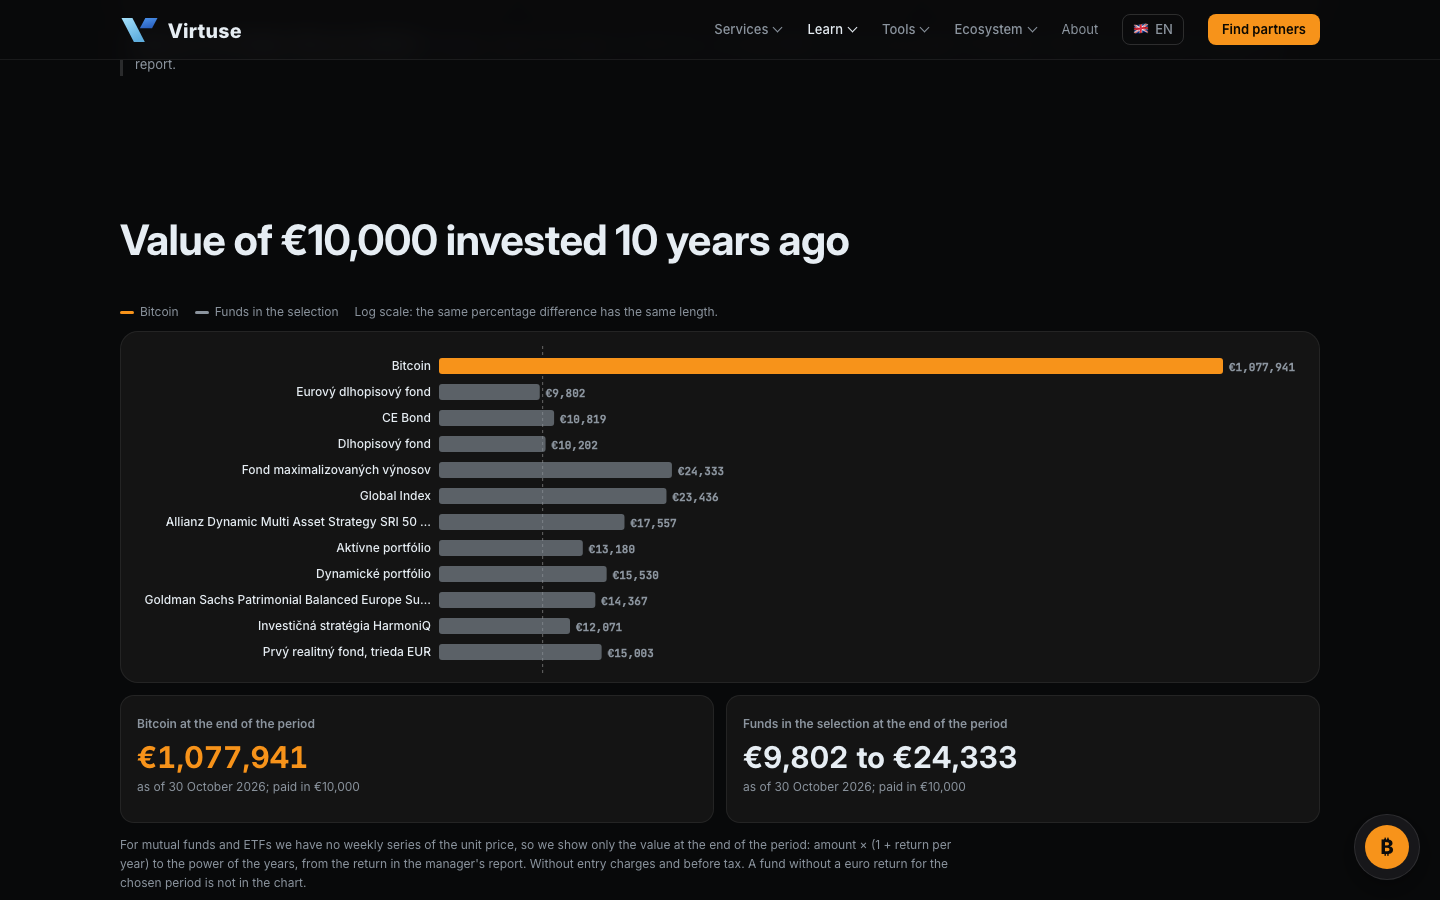 Virtuse
Services
Learn
Tools
Ecosystem
About
EN
Find partners
report.
Value of €10,000 invested 10 years ago
Bitcoin
Funds in the selection
Log scale: the same percentage difference has the same length.
Bitcoin €1,077,941
Eurový dlhopisový fond €9,802
CE Bond €10,819
Dlhopisový fond €10,202
Fond maximalizovaných výnosov €24,333
Global Index €23,436
Allianz Dynamic Multi Asset Strategy SRI 50 ... €17,557
Aktívne portfólio €13,180
Dynamické portfólio €15,530
Goldman Sachs Patrimonial Balanced Europe Su... €14,367
Investičná stratégia HarmoniQ €12,071
Prvý realitný fond, trieda EUR €15,003
Bitcoin at the end of the period
€1,077,941
as of 30 October 2026; paid in €10,000
Funds in the selection at the end of the period
€9,802 to €24,333
as of 30 October 2026; paid in €10,000
For mutual funds and ETFs we have no weekly series of the unit price, so we show only the value at the end of the period: amount × (1 + return per
year) to the power of the years, from the return in the manager's report. Without entry charges and before tax. A fund without a euro return for the
chosen period is not in the chart.